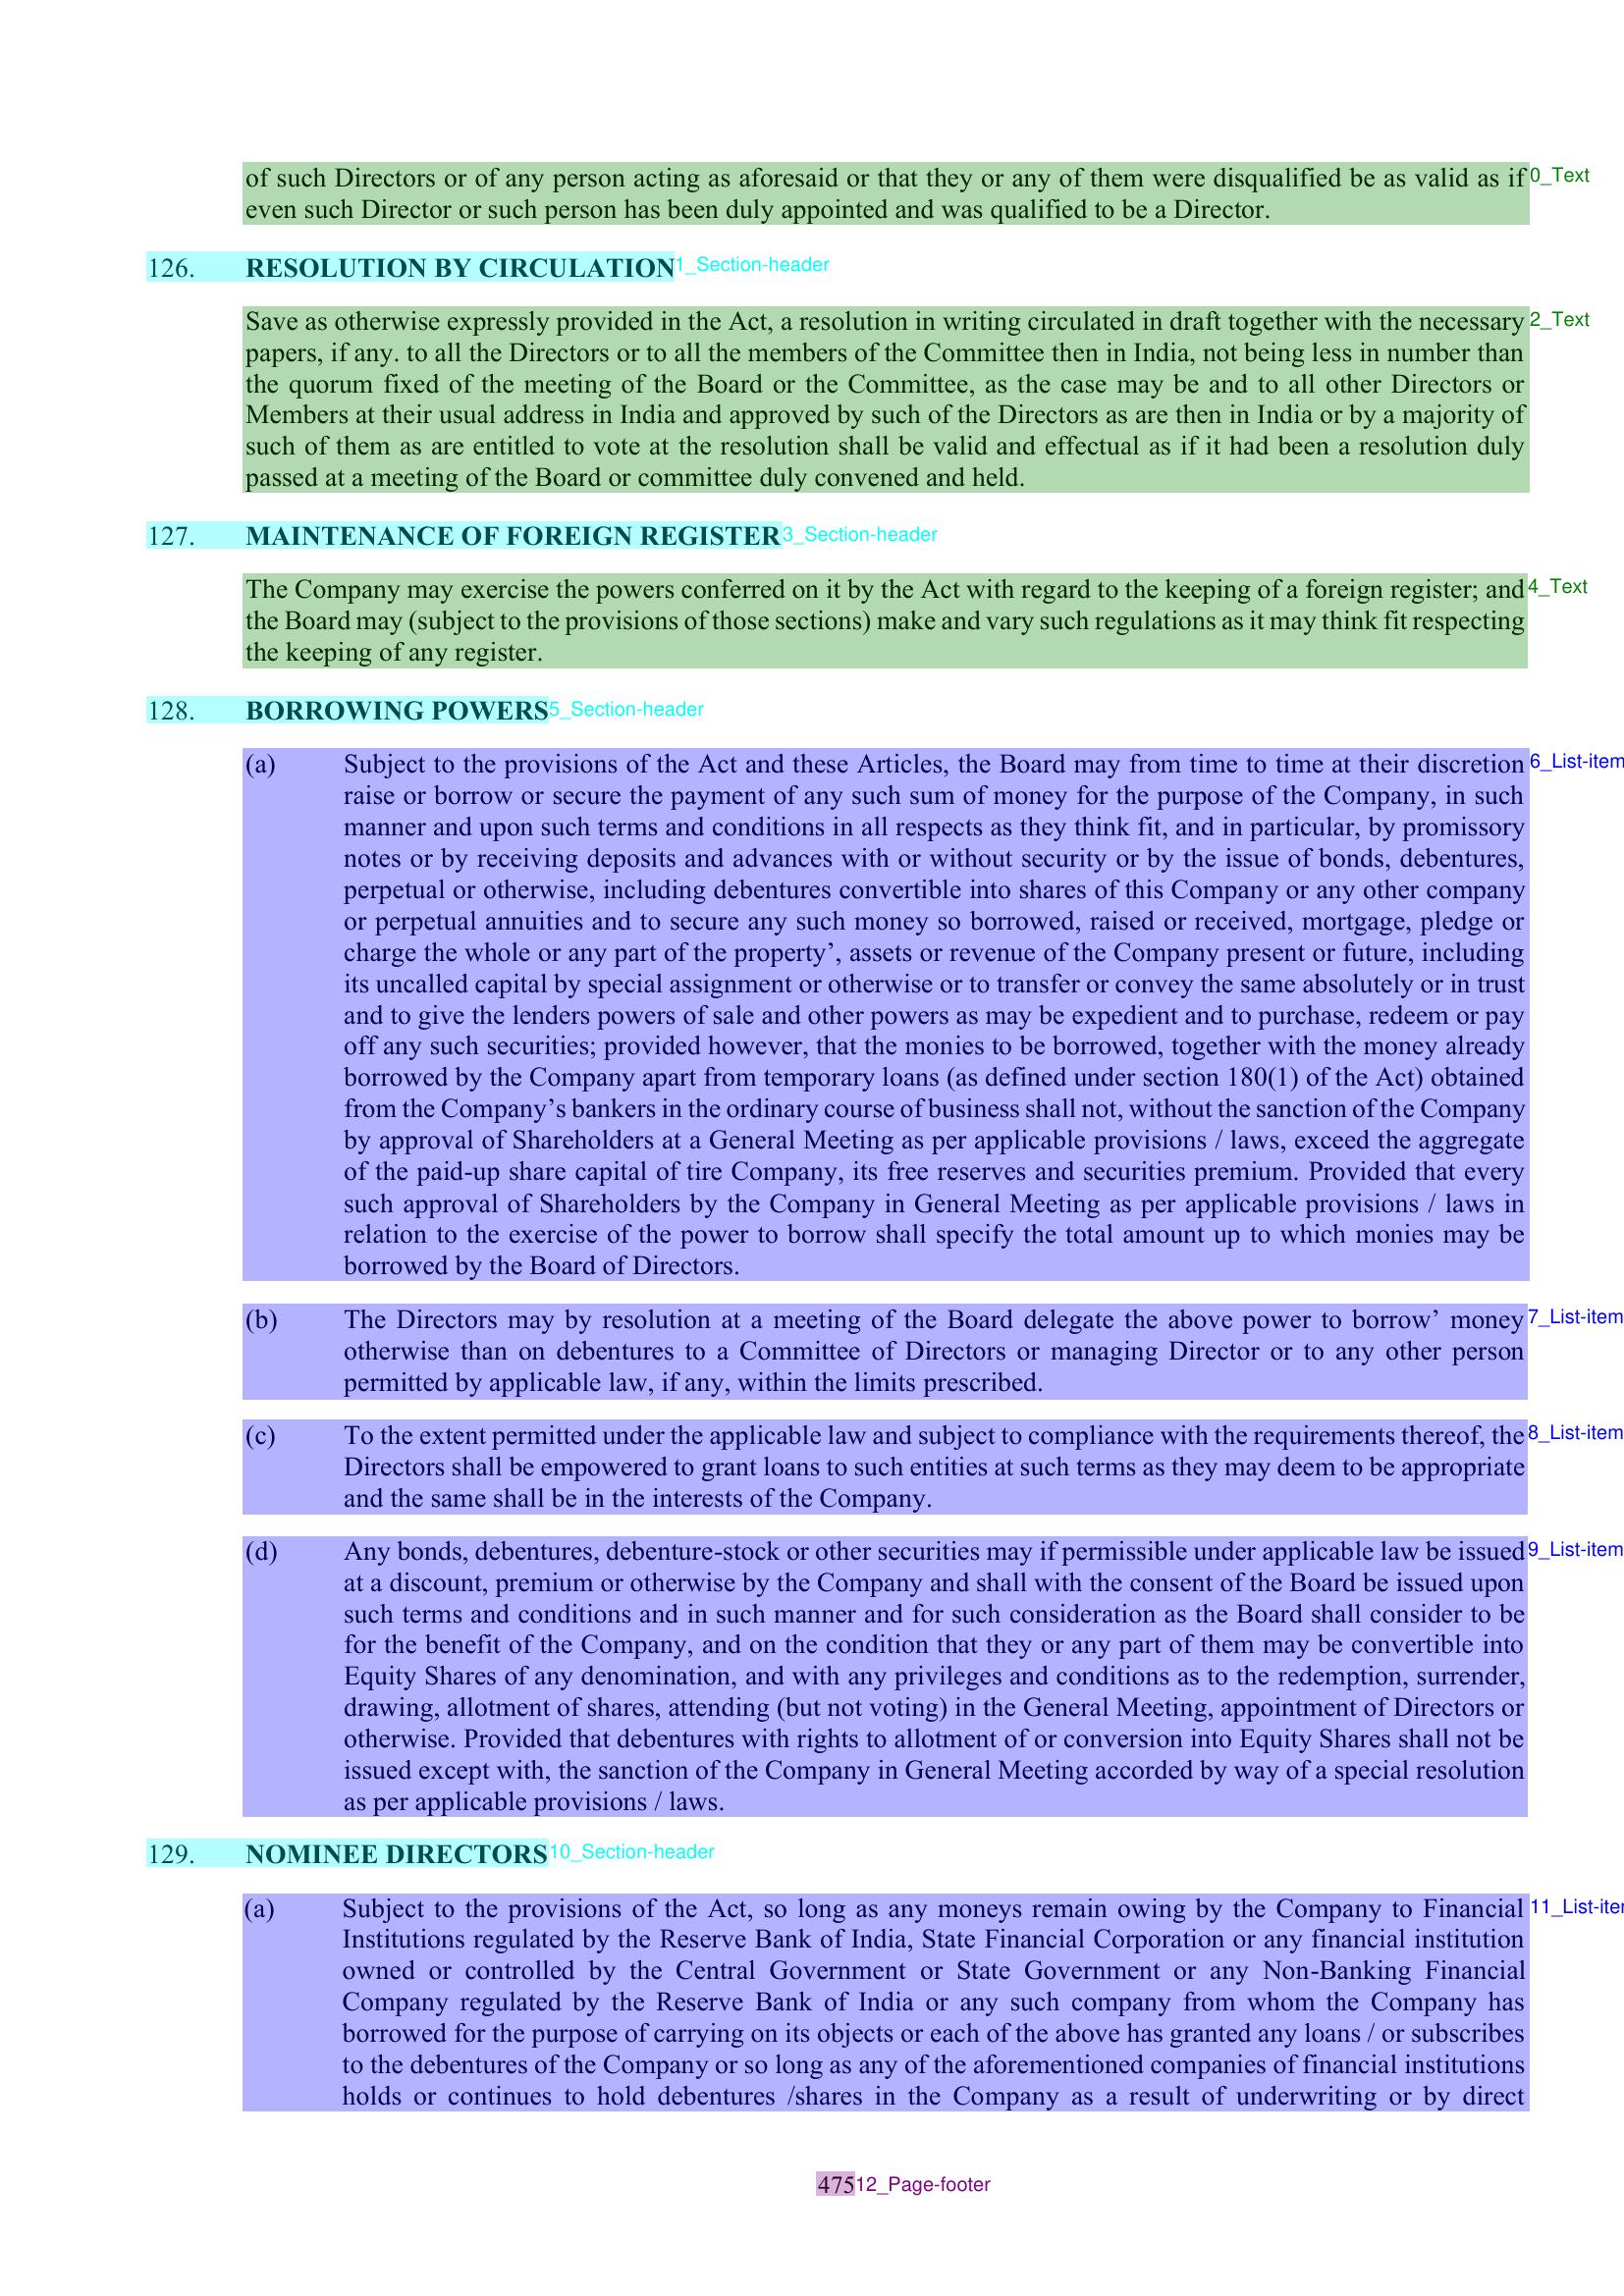 of such Directors or of any person acting as aforesaid or that they or any of them were disqualified be as valid as if 0_Text
even such Director or such person has been duly appointed and was qualified to be a Director.
126. RESOLUTION BY CIRCULATION 1_Section-header
Save as otherwise expressly provided in the Act, a resolution in writing circulated in draft together with the necessary 2_Text
papers, if any. to all the Directors or to all the members of the Committee then in India, not being less in number than
the quorum fixed of the meeting of the Board or the Committee, as the case may be and to all other Directors or
Members at their usual address in India and approved by such of the Directors as are then in India or by a majority of
such of them as are entitled to vote at the resolution shall be valid and effectual as if it had been a resolution duly
passed at a meeting of the Board or committee duly convened and held.
127. MAINTENANCE OF FOREIGN REGISTER 3_Section-header
The Company may exercise the powers conferred on it by the Act with regard to the keeping of a foreign register; and 4_Text
the Board may (subject to the provisions of those sections) make and vary such regulations as it may think fit respecting
the keeping of any register.
128. BORROWING POWERS 5_Section-header
(a) Subject to the provisions of the Act and these Articles, the Board may from time to time at their discretion 6_List-item
raise or borrow or secure the payment of any such sum of money for the purpose of the Company, in such
manner and upon such terms and conditions in all respects as they think fit, and in particular, by promissory
notes or by receiving deposits and advances with or without security or by the issue of bonds, debentures,
perpetual or otherwise, including debentures convertible into shares of this Company or any other company
or perpetual annuities and to secure any such money so borrowed, raised or received, mortgage, pledge or
charge the whole or any part of the property’, assets or revenue of the Company present or future, including
its uncalled capital by special assignment or otherwise or to transfer or convey the same absolutely or in trust
and to give the lenders powers of sale and other powers as may be expedient and to purchase, redeem or pay
off any such securities; provided however, that the monies to be borrowed, together with the money already
borrowed by the Company apart from temporary loans (as defined under section 180(1) of the Act) obtained
from the Company’s bankers in the ordinary course of business shall not, without the sanction of the Company
by approval of Shareholders at a General Meeting as per applicable provisions / laws, exceed the aggregate
of the paid-up share capital of tire Company, its free reserves and securities premium. Provided that every
such approval of Shareholders by the Company in General Meeting as per applicable provisions / laws in
relation to the exercise of the power to borrow shall specify the total amount up to which monies may be
borrowed by the Board of Directors.
(b) The Directors may by resolution at a meeting of the Board delegate the above power to borrow’ money 7_List-item
otherwise than on debentures to a Committee of Directors or managing Director or to any other person
permitted by applicable law, if any, within the limits prescribed.
(c) To the extent permitted under the applicable law and subject to compliance with the requirements thereof, the 8_List-item
Directors shall be empowered to grant loans to such entities at such terms as they may deem to be appropriate
and the same shall be in the interests of the Company.
(d) Any bonds, debentures, debenture-stock or other securities may if permissible under applicable law be issued 9_List-item
at a discount, premium or otherwise by the Company and shall with the consent of the Board be issued upon
such terms and conditions and in such manner and for such consideration as the Board shall consider to be
for the benefit of the Company, and on the condition that they or any part of them may be convertible into
Equity Shares of any denomination, and with any privileges and conditions as to the redemption, surrender,
drawing, allotment of shares, attending (but not voting) in the General Meeting, appointment of Directors or
otherwise. Provided that debentures with rights to allotment of or conversion into Equity Shares shall not be
issued except with, the sanction of the Company in General Meeting accorded by way of a special resolution
as per applicable provisions / laws.
129. NOMINEE DIRECTORS 10_Section-header
(a) Subject to the provisions of the Act, so long as any moneys remain owing by the Company to Financial 11_List-iter
Institutions regulated by the Reserve Bank of India, State Financial Corporation or any financial institution
owned or controlled by the Central Government or State Government or any Non-Banking Financial
Company regulated by the Reserve Bank of India or any such company from whom the Company has
borrowed for the purpose of carrying on its objects or each of the above has granted any loans / or subscribes
to the debentures of the Company or so long as any of the aforementioned companies of financial institutions
holds or continues to hold debentures /shares in the Company as a result of underwriting or by direct
475 12_Page-footer